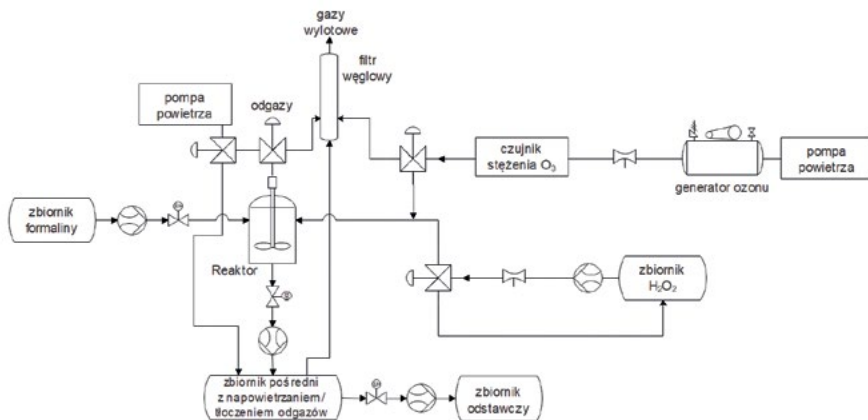 gazy
wylotowe
filtr
węglowy
pompa
powietrza
odgazy
czujnik
stężenia O₃
generator ozonu
pompa
powietrza
zbiornik
formaliny
Reaktor
zbiornik
H₂O₂
zbiornik pośredni
z napowietrzaniem/
tłoczeniem odgazów
zbiornik
odstawczy